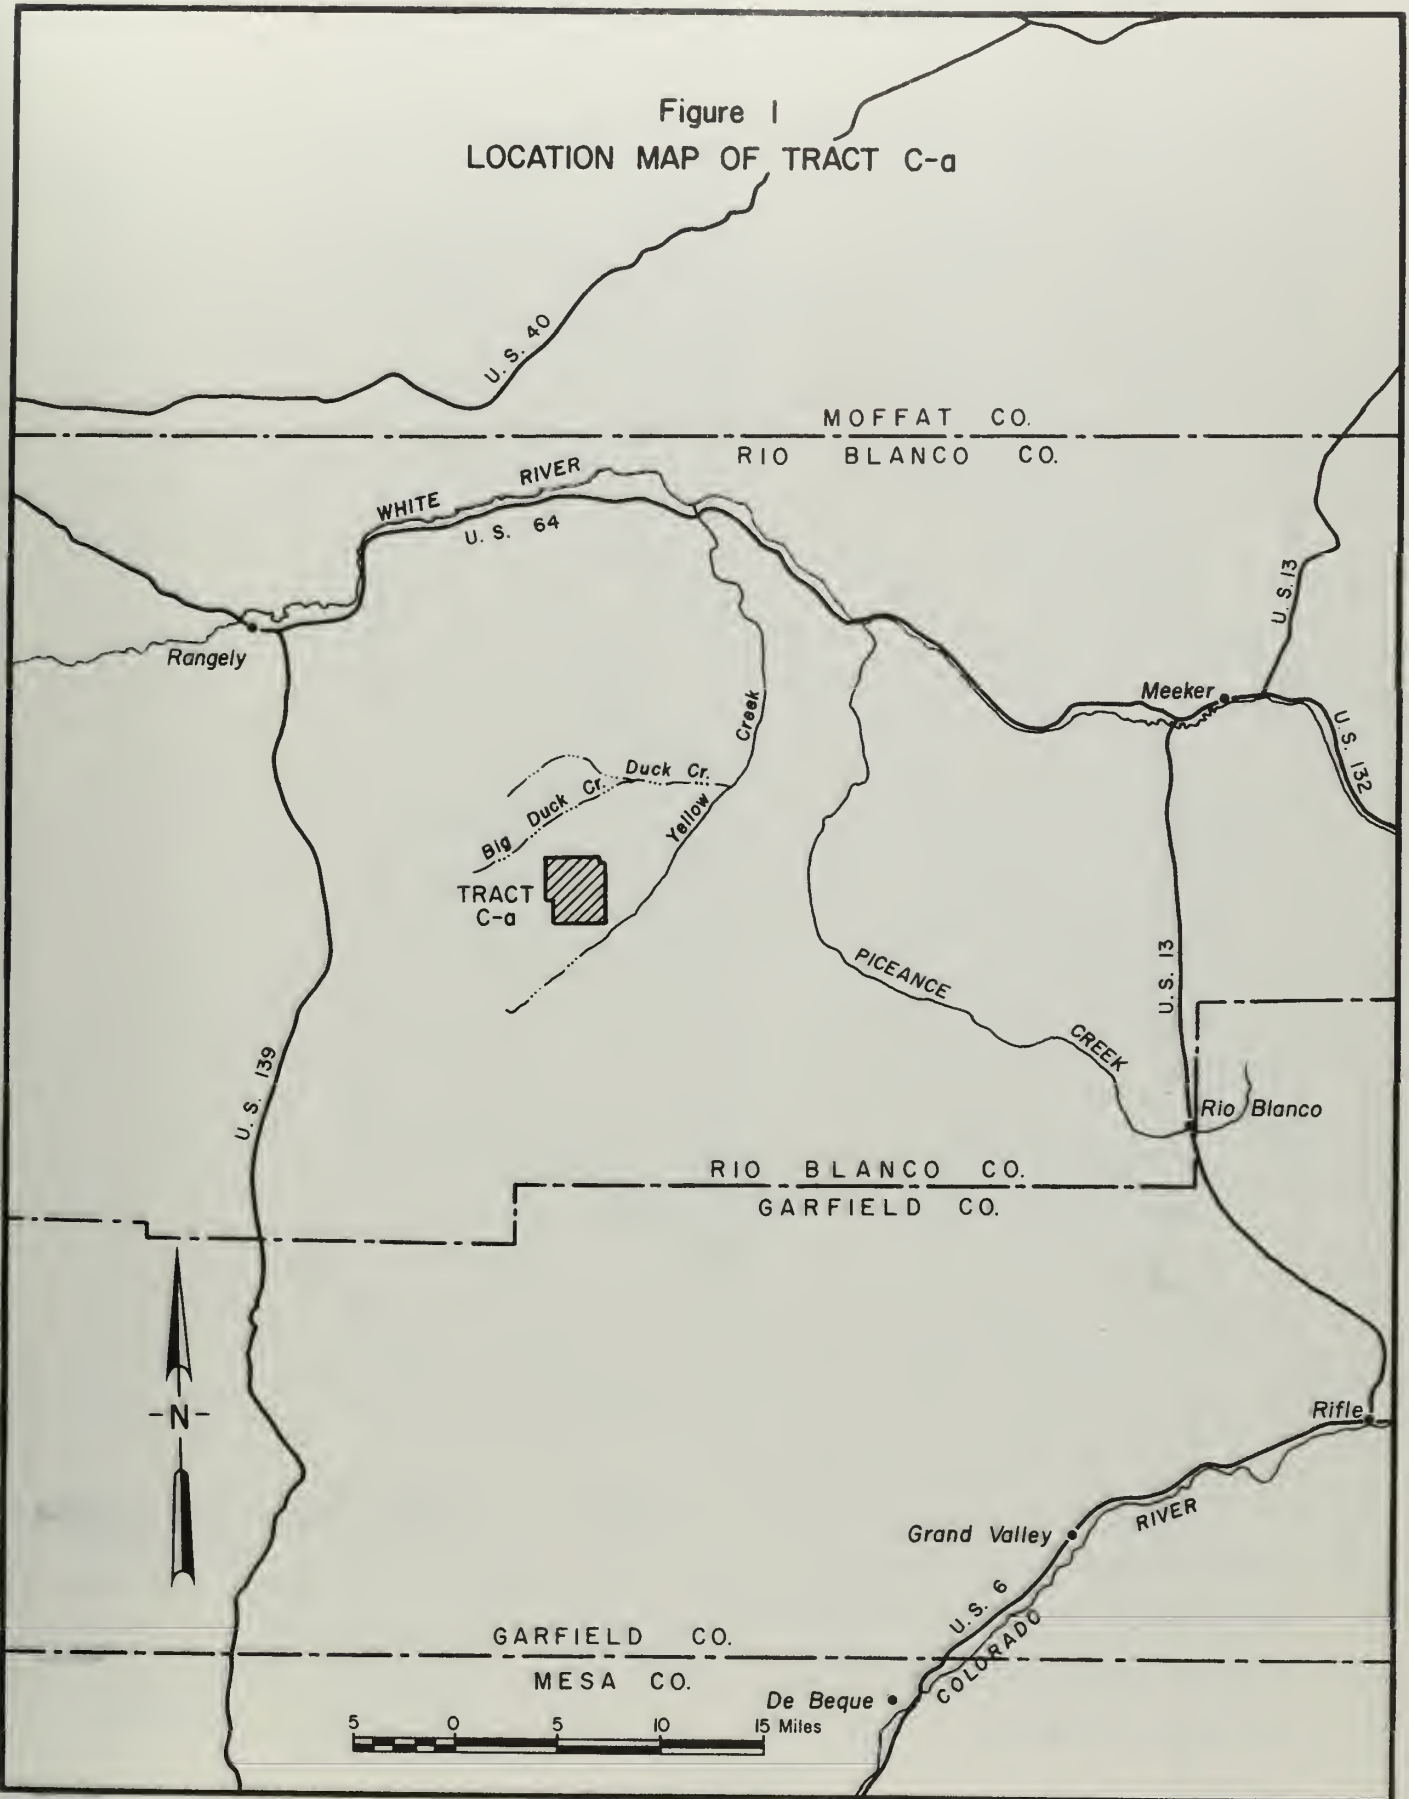 Figure 1
LOCATION MAP OF TRACT C-a
U. S. 40
MOFFAT CO.
RIO BLANCO CO.
WHITE RIVER
U. S. 64
U. S. 13
Rangely
Meeker
U. S. 132
Creek
Yellow
Duck Cr.
Big Duck Cr.
TRACT
C-a
PICEANCE
CREEK
U. S. 13
U. S. 139
Rio Blanco
RIO BLANCO CO.
GARFIELD CO.
-N-
Rifle
RIVER
Grand Valley
U. S. 6
COLORADO
GARFIELD CO.
MESA CO.
De Beque
5 0 5 10 15 Miles